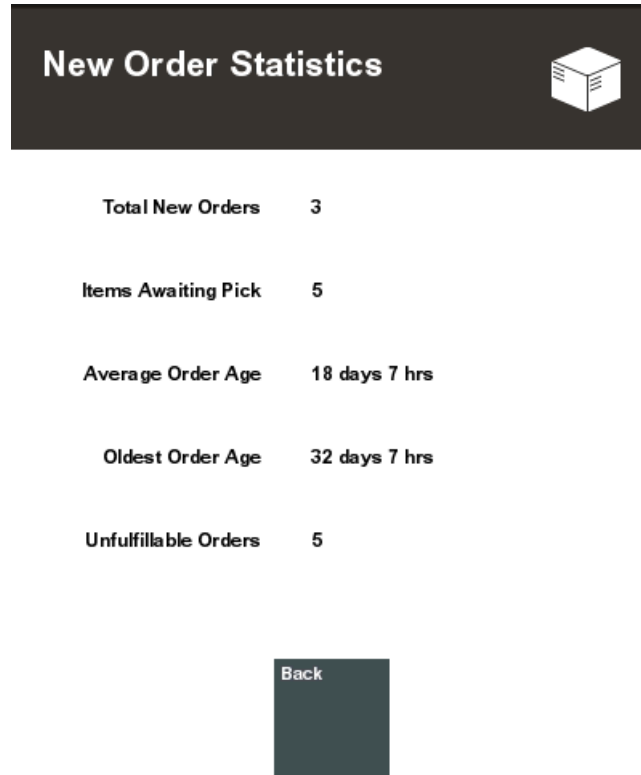 New Order Statistics
Total New Orders 3
Items Awaiting Pick 5
Average Order Age 18 days 7 hrs
Oldest Order Age 32 days 7 hrs
Unfulfillable Orders 5
Back